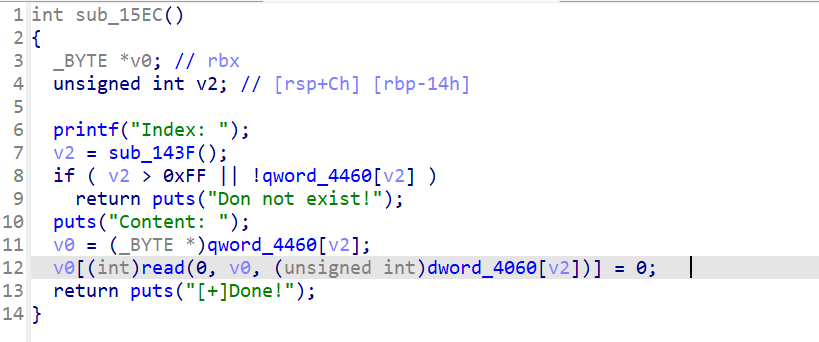 1 int sub_15EC()
2 {
3   _BYTE *v0; // rbx
4   unsigned int v2; // [rsp+Ch] [rbp-14h]
5
6   printf("Index: ");
7   v2 = sub_143F();
8   if ( v2 > 0xFF || !qword_4460[v2] )
9     return puts("Don not exist!");
10   puts("Content: ");
11   v0 = (_BYTE *)qword_4460[v2];
12   v0[(int)read(0, v0, (unsigned int)dword_4060[v2])] = 0;
13   return puts("[+]Done!");
14 }